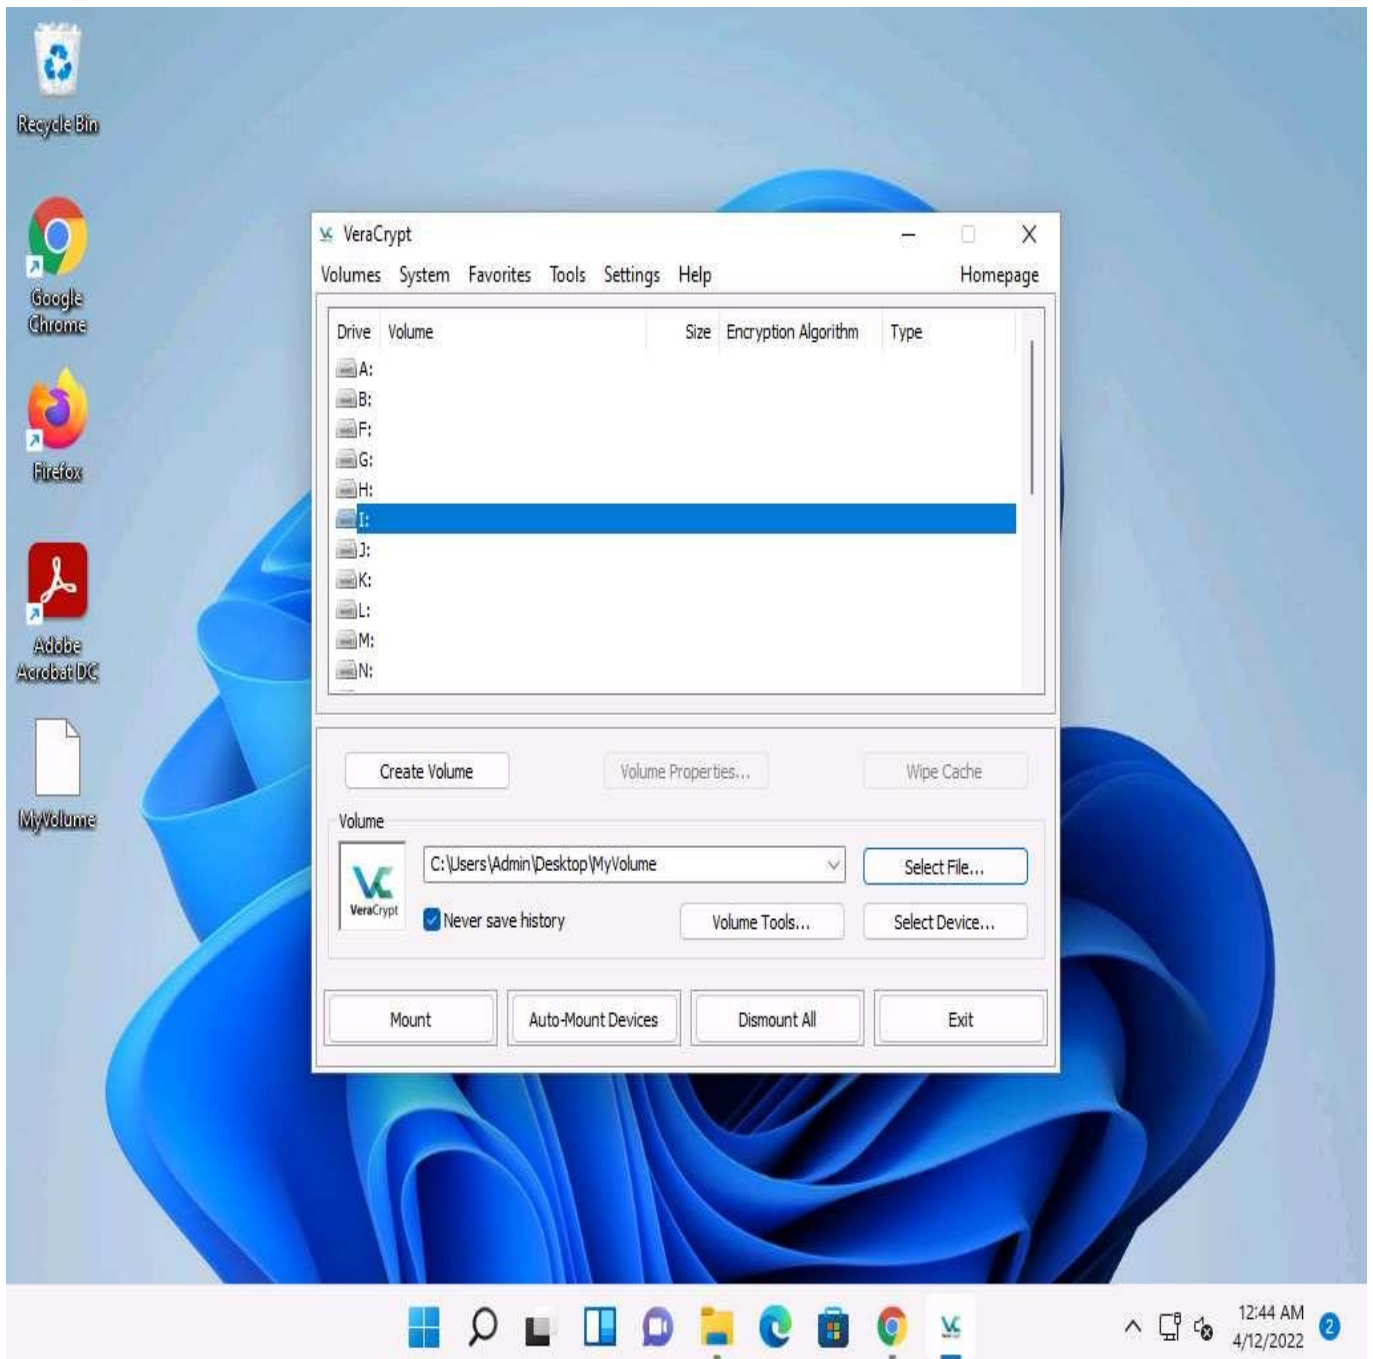 Recycle Bin
Google
Chrome
Firefox
Adobe
Acrobat DC
MyVolume
VeraCrypt
Volumes System Favorites Tools Settings Help Homepage
Drive Volume Size Encryption Algorithm Type
A:
B:
F:
G:
H:
I:
J:
K:
L:
M:
N:
Create Volume Volume Properties... Wipe Cache
Volume
VeraCrypt
C:\Users\Admin\Desktop\MyVolume Select File...
Never save history Volume Tools... Select Device...
Mount Auto-Mount Devices Dismount All Exit
12:44 AM
4/12/2022
2